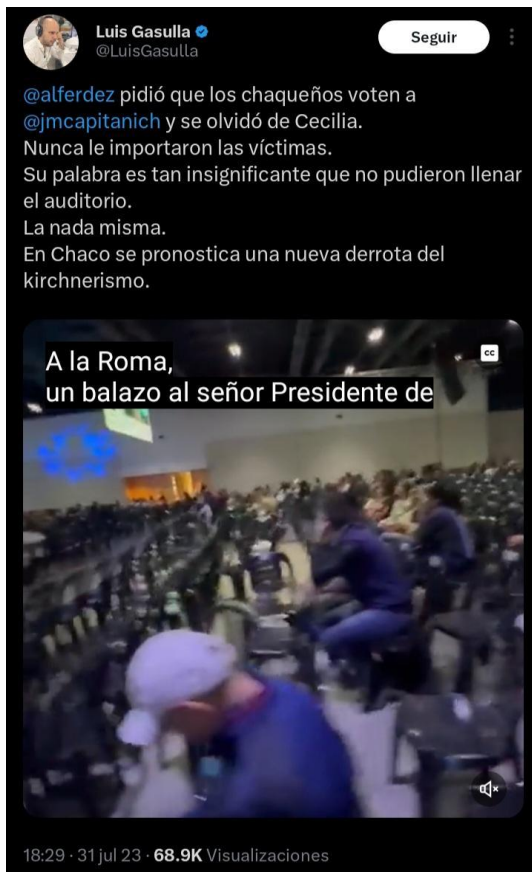 Luis Gasulla
@LuisGasulla
Seguir
@alferdez pidió que los chaqueños voten a
@jmcapitanich y se olvidó de Cecilia.
Nunca le importaron las víctimas.
Su palabra es tan insignificante que no pudieron llenar
el auditorio.
La nada misma.
En Chaco se pronostica una nueva derrota del
kirchnerismo.
CC
A la Roma,
un balazo al señor Presidente de
18:29 · 31 jul 23 · 68.9K Visualizaciones